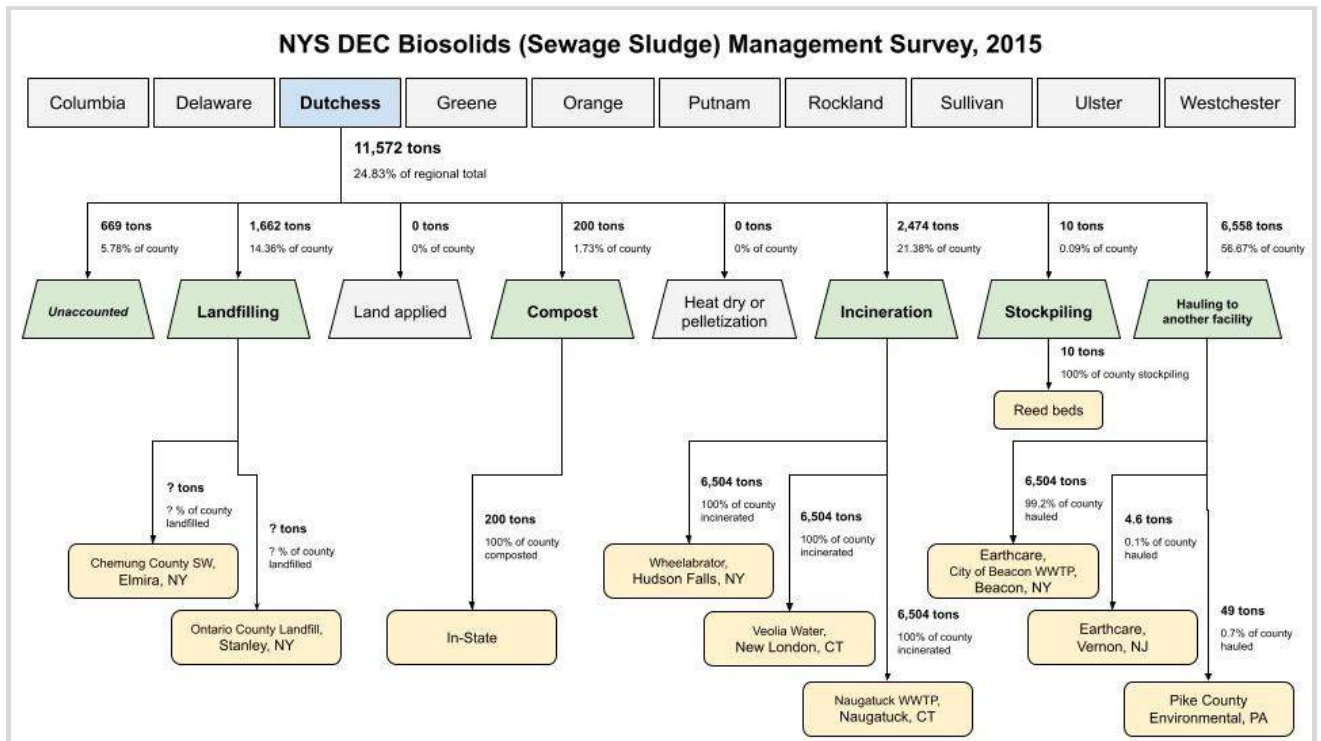 NYS DEC Biosolids (Sewage Sludge) Management Survey, 2015
Columbia
Delaware
Dutchess
Greene
Orange
Putnam
Rockland
Sullivan
Ulster
Westchester
11,572 tons
24.83% of regional total
669 tons
5.78% of county
1,662 tons
14.36% of county
0 tons
0% of county
200 tons
1.73% of county
0 tons
0% of county
2,474 tons
21.38% of county
10 tons
0.09% of county
6,558 tons
56.67% of county
Unaccounted
Landfilling
Land applied
Compost
Heat dry or
pelletization
Incineration
Stockpiling
Hauling to
another facility
10 tons
100% of county stockpiling
Reed beds
? tons
? % of county
landfilled
Chemung County SW,
Elmira, NY
? tons
? % of county
landfilled
Ontario County Landfill,
Stanley, NY
200 tons
100% of county
composted
In-State
6,504 tons
100% of county
incinerated
Wheelabrator,
Hudson Falls, NY
6,504 tons
100% of county
incinerated
Veolia Water,
New London, CT
6,504 tons
100% of county
incinerated
Naugatuck WWTP,
Naugatuck, CT
6,504 tons
99.2% of county
hauled
Earthcare,
City of Beacon WWTP,
Beacon, NY
4.6 tons
0.1% of county
hauled
Earthcare,
Vernon, NJ
49 tons
0.7% of county
hauled
Pike County
Environmental, PA